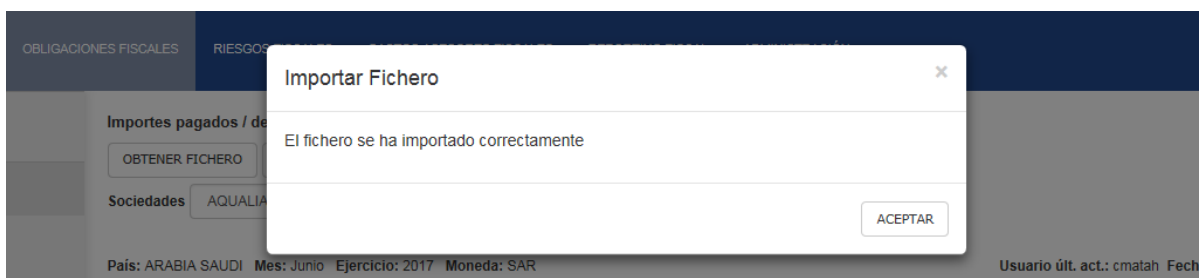 OBLIGACIONES FISCALES RIESGOS
Importar Fichero ×
Importes pagados / de
El fichero se ha importado correctamente
OBTENER FICHERO
Sociedades AQUALIA
ACEPTAR
País: ARABIA SAUDI Mes: Junio Ejercicio: 2017 Moneda: SAR Usuario últ. act.: cmatah Fech